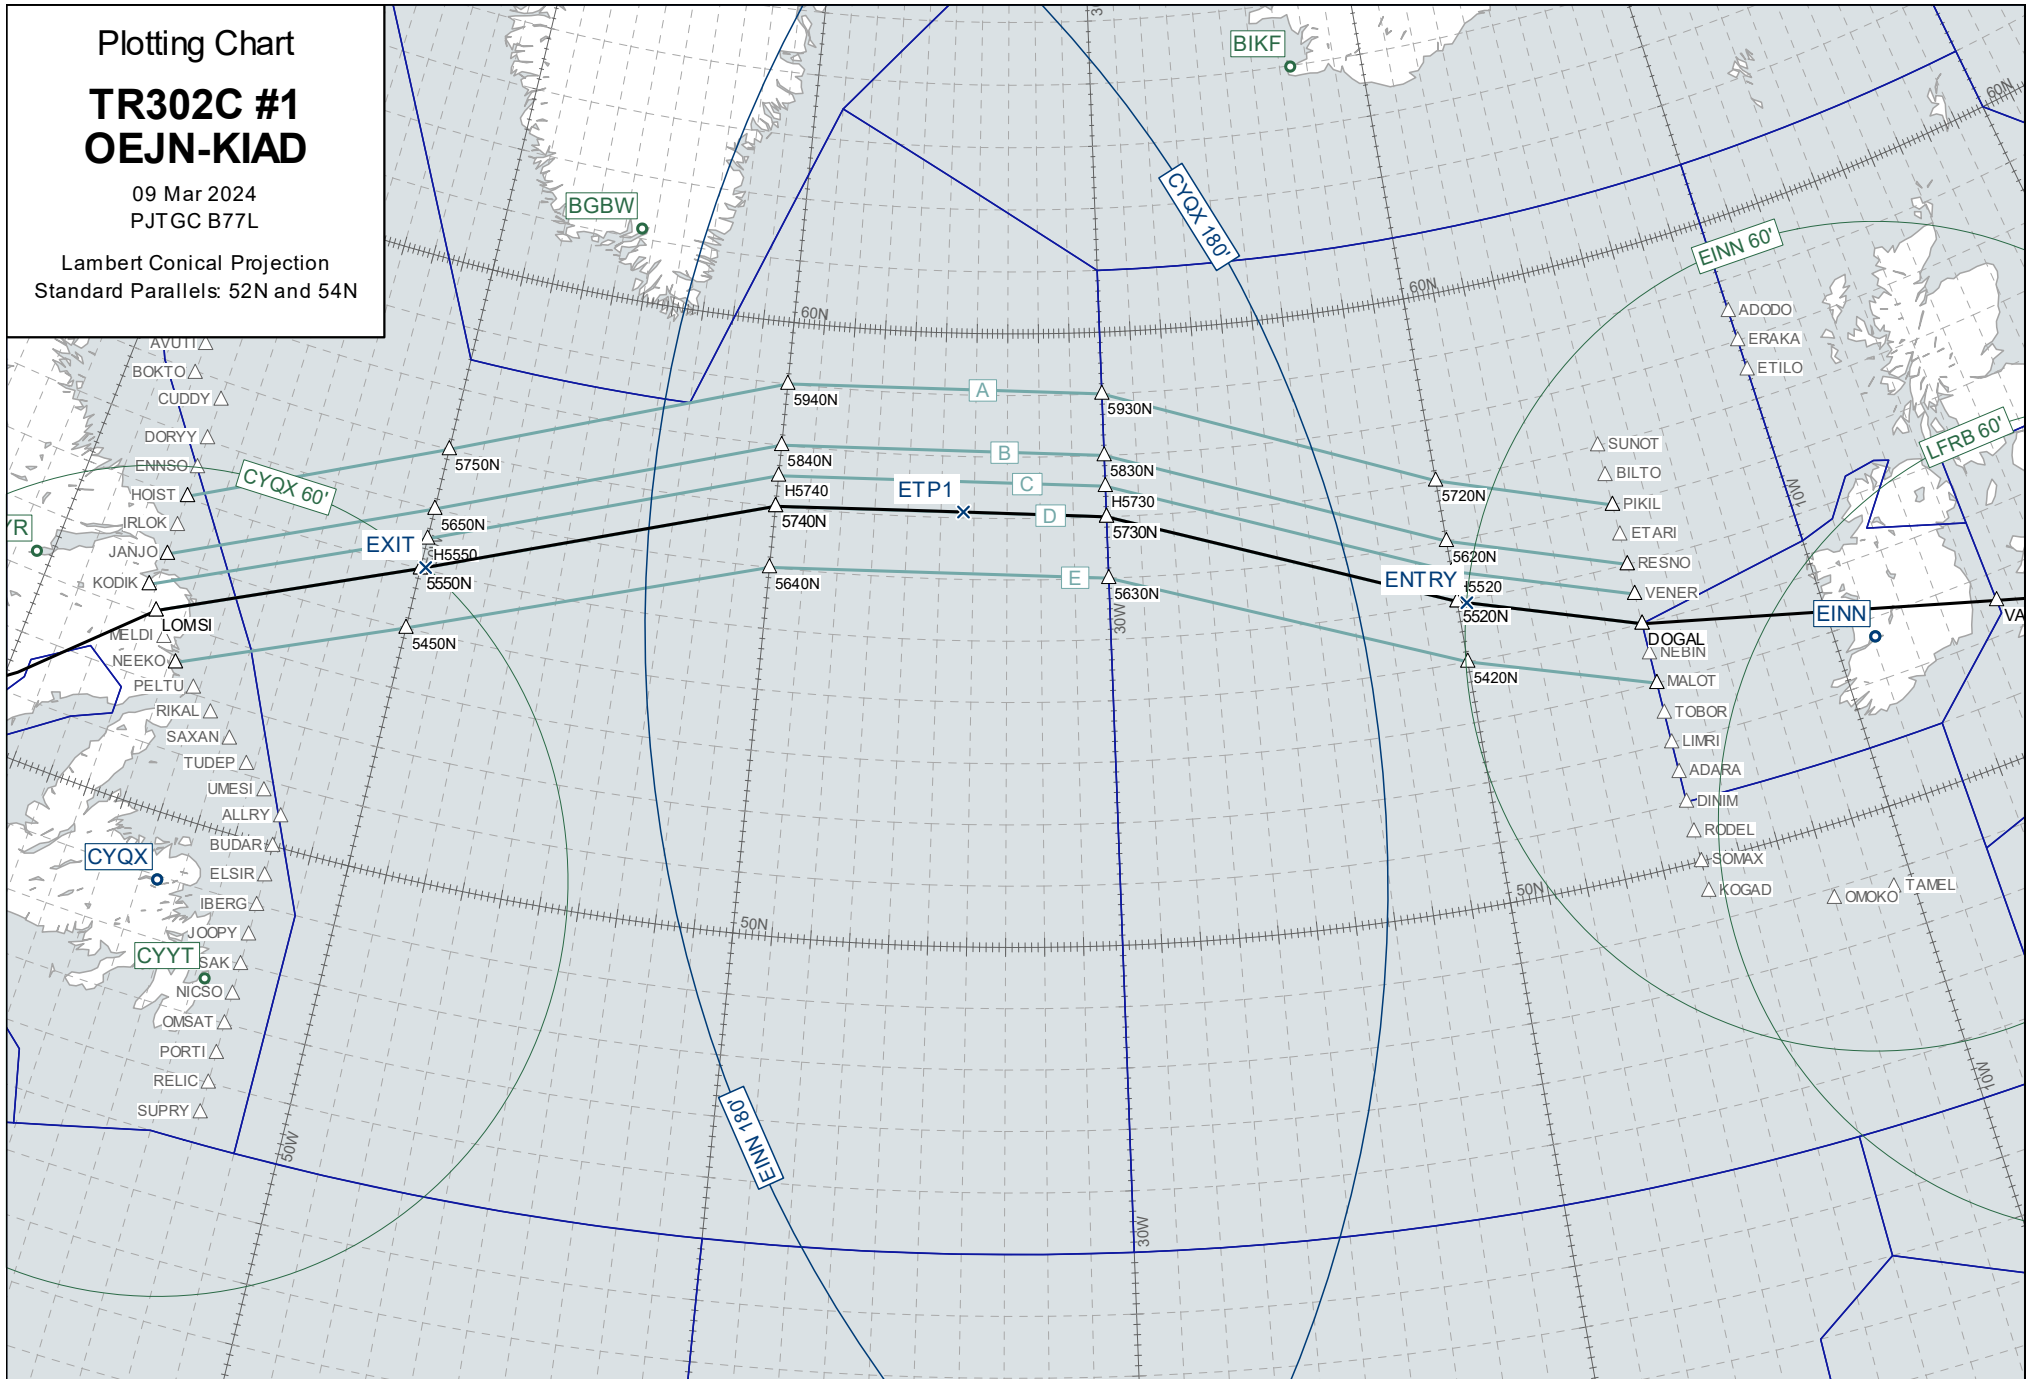 Plotting Chart
TR302C #1
OEJN-KIAD
09 Mar 2024
PJTGC B77L
Lambert Conical Projection
Standard Parallels: 52N and 54N
BIKF
BGBW
CYQX 180'
EINN 60'
60N
60N
60N
ADODO
ERAKA
ETILO
AVUTI
BOKTO
CUDDY
DORYY
ENNSO
HOIST
IRLOK
JANJO
KODIK
LOMSI
MELDI
NEEKO
PELTU
RIKAL
SAXAN
TUDEP
UMESI
ALLRY
BUDAR
ELSIR
IBERG
JOOPY
SAK
NICSO
OMSAT
PORTI
RELIC
SUPRY
YR
CYQX 60'
CYQX
CYYT
A
B
C
D
E
5750N
5650N
H5550
5550N
5450N
EXIT
5940N
5840N
H5740
5740N
5640N
ETP1
5930N
5830N
H5730
5730N
5630N
30W
5720N
5620N
H5520
5520N
5420N
ENTRY
SUNOT
BILTO
PIKIL
ETARI
RESNO
VENER
DOGAL
NEBIN
MALOT
TOBOR
LIMRI
ADARA
DINIM
RODEL
SOMAX
KOGAD
OMOKO
TAMEL
LFRB 60'
10W
EINN
VA
50N
50N
10W
EINN 180'
50W
30W